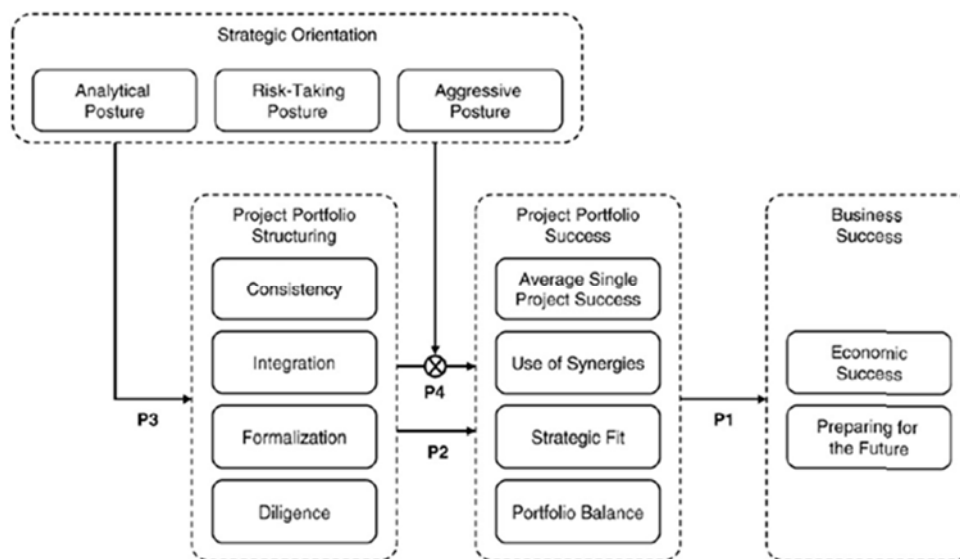 Strategic Orientation
Analytical
Posture
Risk-Taking
Posture
Aggressive
Posture
Project Portfolio
Structuring
Consistency
Integration
Formalization
Diligence
P3
P4
P2
Project Portfolio
Success
Average Single
Project Success
Use of Synergies
Strategic Fit
Portfolio Balance
P1
Business
Success
Economic
Success
Preparing for
the Future